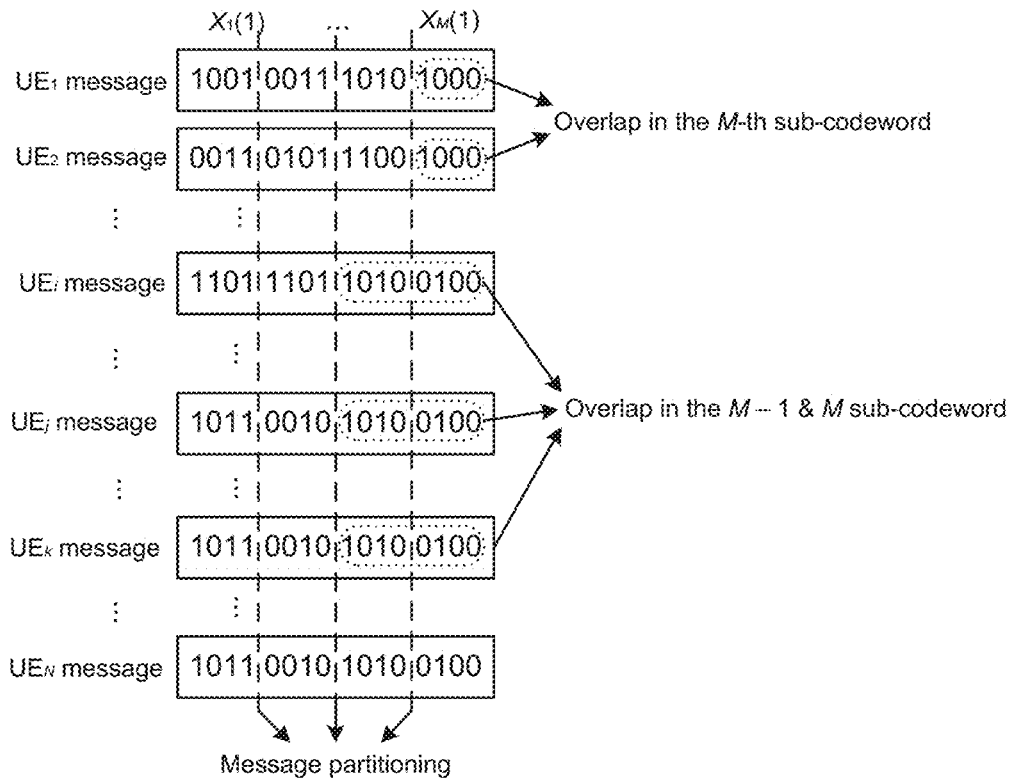 X₁(1) ... X_M(1)
UE₁ message 1001 0011 1010 1000
Overlap in the M-th sub-codeword
UE₂ message 0011 0101 1100 1000
⋮ ⋮
UEᵢ message 1101 1101 1010 0100
⋮ ⋮
UEⱼ message 1011 0010 1010 0100
Overlap in the M – 1 & M sub-codeword
⋮ ⋮
UEₖ message 1011 0010 1010 0100
⋮ ⋮
UE_N message 1011 0010 1010 0100
Message partitioning